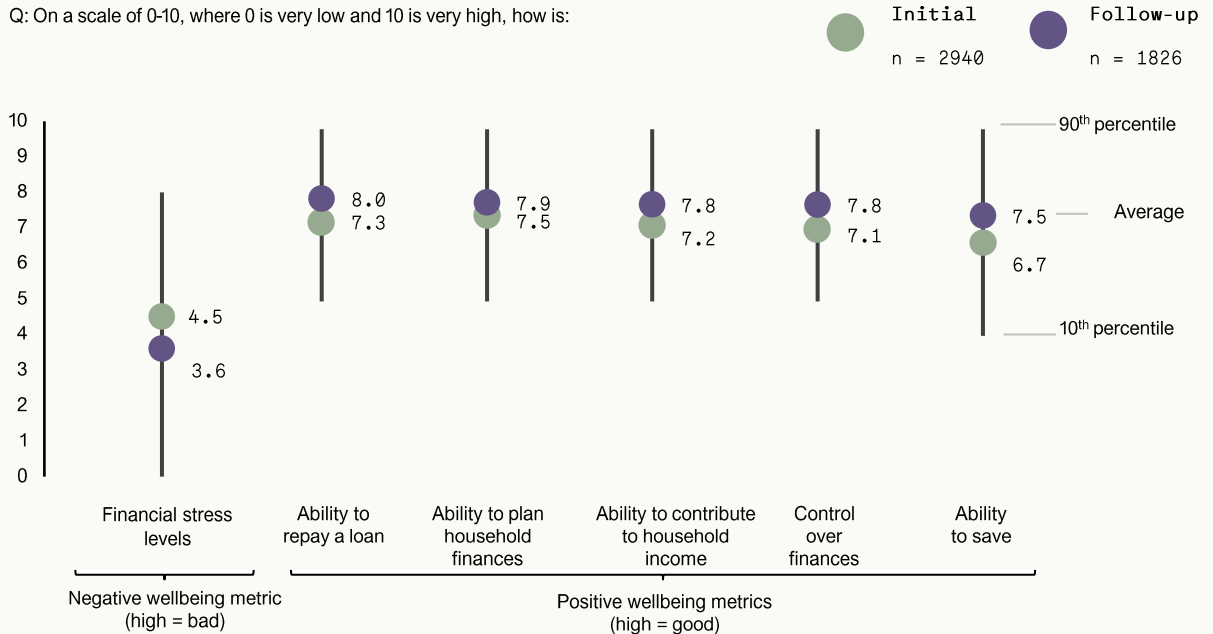 Q: On a scale of 0-10, where 0 is very low and 10 is very high, how is:
Initial
n = 2940
Follow-up
n = 1826
10
9
8
7
6
5
4
3
2
1
0
4.5
3.6
8.0
7.3
7.9
7.5
7.8
7.2
7.8
7.1
7.5
6.7
90th percentile
Average
10th percentile
Financial stress
levels
Ability to
repay a loan
Ability to plan
household
finances
Ability to contribute
to household
income
Control
over
finances
Ability
to save
Negative wellbeing metric
(high = bad)
Positive wellbeing metrics
(high = good)